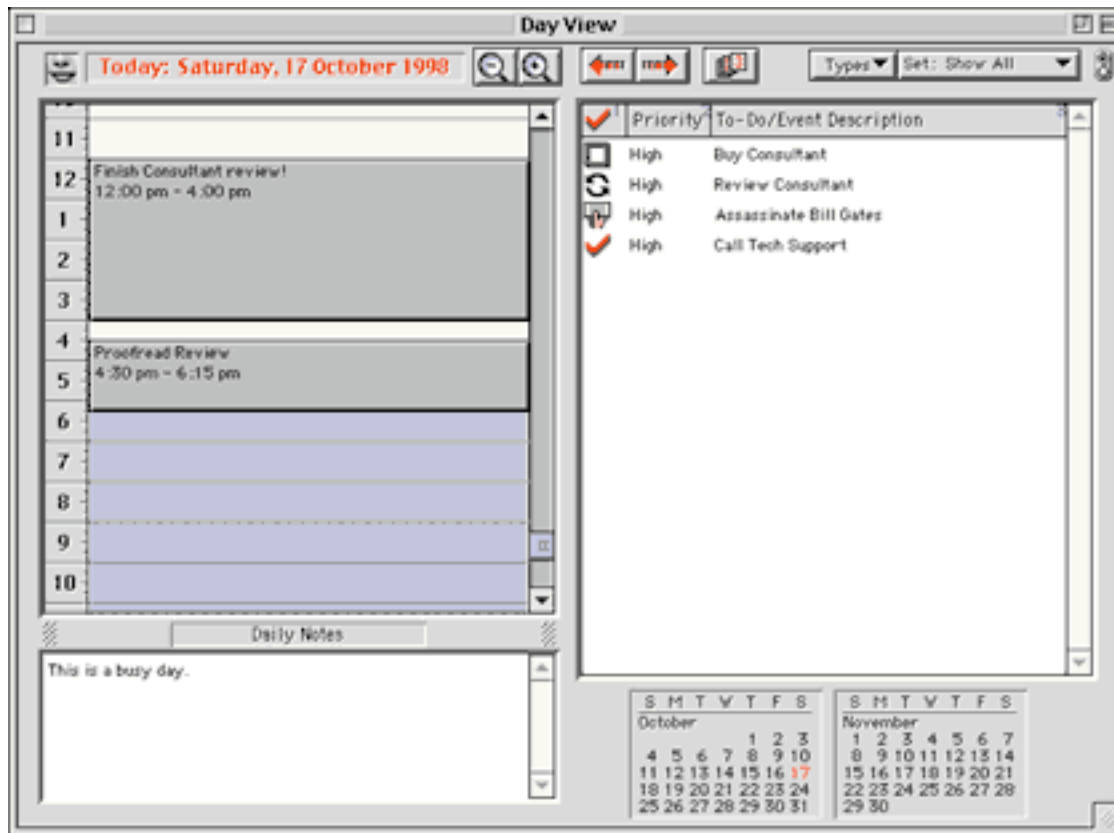 Day View
Today: Saturday, 17 October 1998
Types
Set: Show All
11
12
1
2
3
4
5
6
7
8
9
10
Finish Consultant review!
12:00 pm - 4:00 pm
Proofread Review
4:30 pm - 6:15 pm
Daily Notes
This is a busy day.
1 Priority 2 To-Do/Event Description 3
High Buy Consultant
High Review Consultant
High Assassinate Bill Gates
High Call Tech Support
S M T W T F S
October
1 2 3
4 5 6 7 8 9 10
11 12 13 14 15 16 17
18 19 20 21 22 23 24
25 26 27 28 29 30 31
S M T W T F S
November
1 2 3 4 5 6 7
8 9 10 11 12 13 14
15 16 17 18 19 20 21
22 23 24 25 26 27 28
29 30